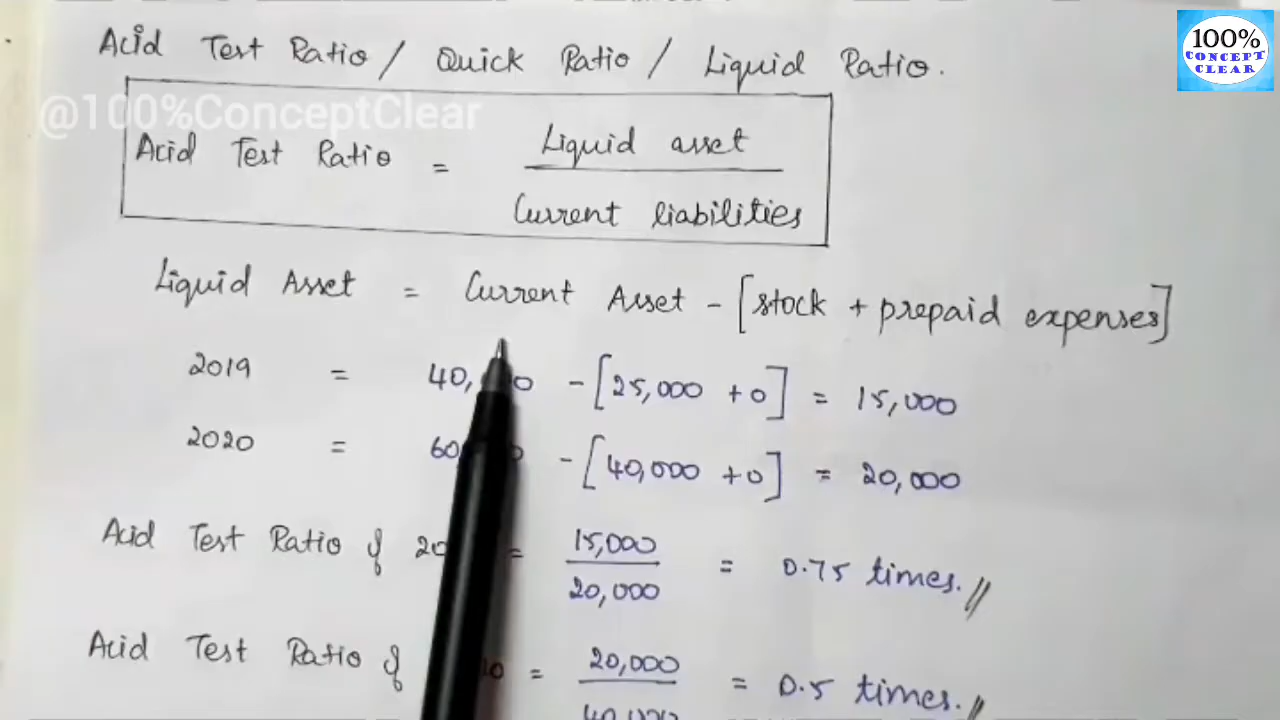 Acid Test Ratio / Quick Ratio / Liquid Ratio.
100%
CONCEPT
CLEAR
@100%ConceptClear
Acid Test Ratio = Liquid asset
Current liabilities
Liquid Asset = Current Asset - [stock + prepaid expenses]
2019 = 40, 0 - [25,000 + 0] = 15,000
2020 = 60 - [40,000 + 0] = 20,000
Acid Test Ratio of 20 = 15,000 = 0.75 times.//
20,000
Acid Test Ratio of = 20,000 = 0.5 times.//
40,000